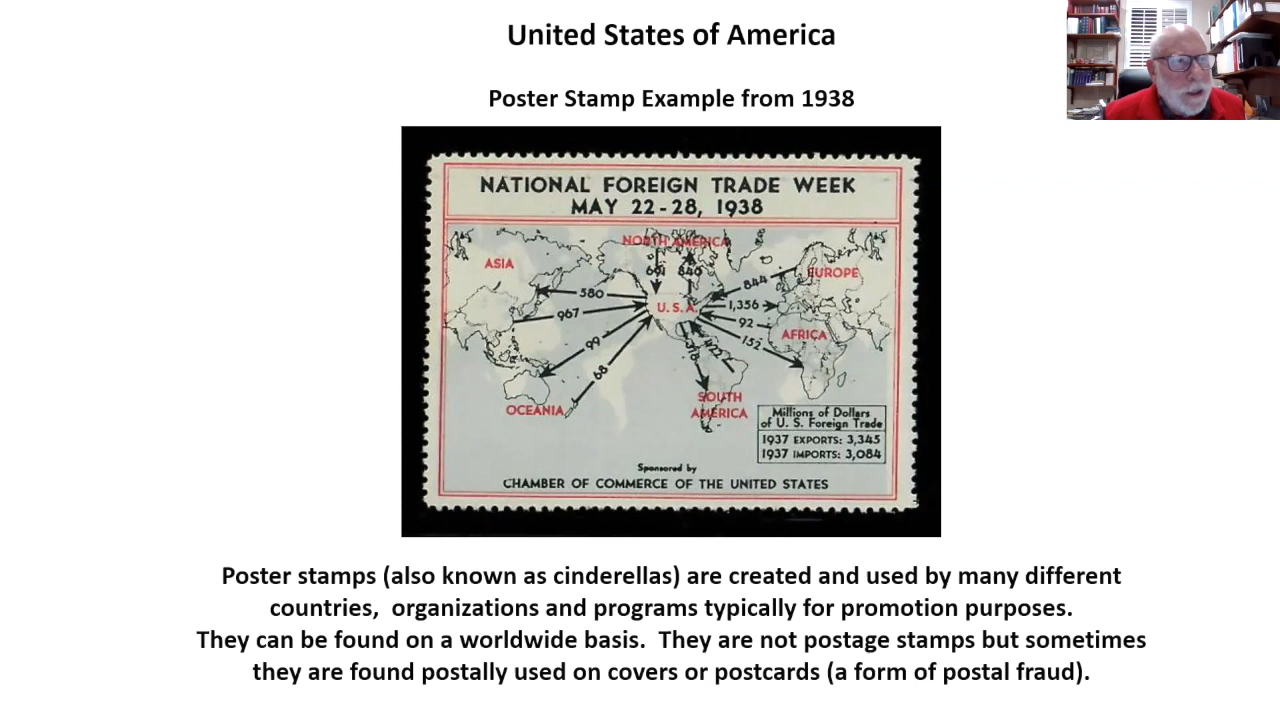 United States of America
Poster Stamp Example from 1938
NATIONAL FOREIGN TRADE WEEK
MAY 22-28, 1938
NORTH AMERICA
ASIA
EUROPE
691 840
580
844
U.S.A.
1,356
967
92
AFRICA
99
152
68
OCEANIA
SOUTH
AMERICA
Millions of Dollars
of U. S. Foreign Trade
1937 EXPORTS: 3,345
1937 IMPORTS: 3,084
Sponsored by
CHAMBER OF COMMERCE OF THE UNITED STATES
Poster stamps (also known as cinderellas) are created and used by many different
countries,  organizations and programs typically for promotion purposes.
They can be found on a worldwide basis.  They are not postage stamps but sometimes
they are found postally used on covers or postcards (a form of postal fraud).